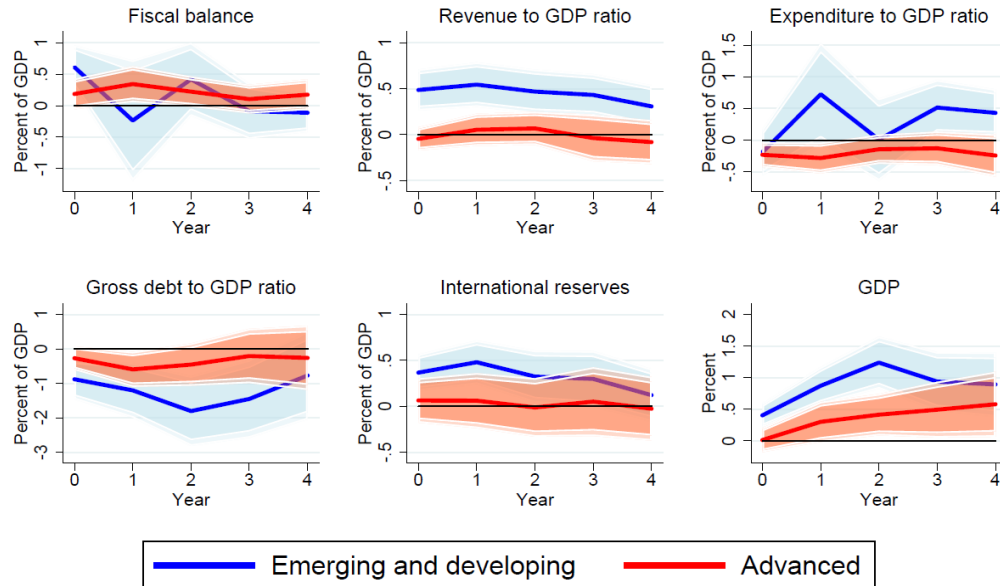 Fiscal balance
Percent of GDP
1
.5
0
-.5
-1
0 1 2 3 4
Year
Revenue to GDP ratio
Percent of GDP
1
.5
0
-.5
0 1 2 3 4
Year
Expenditure to GDP ratio
Percent of GDP
1.5
1
.5
0
-.5
0 1 2 3 4
Year
Gross debt to GDP ratio
Percent of GDP
1
0
-1
-2
-3
0 1 2 3 4
Year
International reserves
Percent of GDP
1
.5
0
-.5
0 1 2 3 4
Year
GDP
Percent
2
1.5
1
.5
0
0 1 2 3 4
Year
Emerging and developing
Advanced